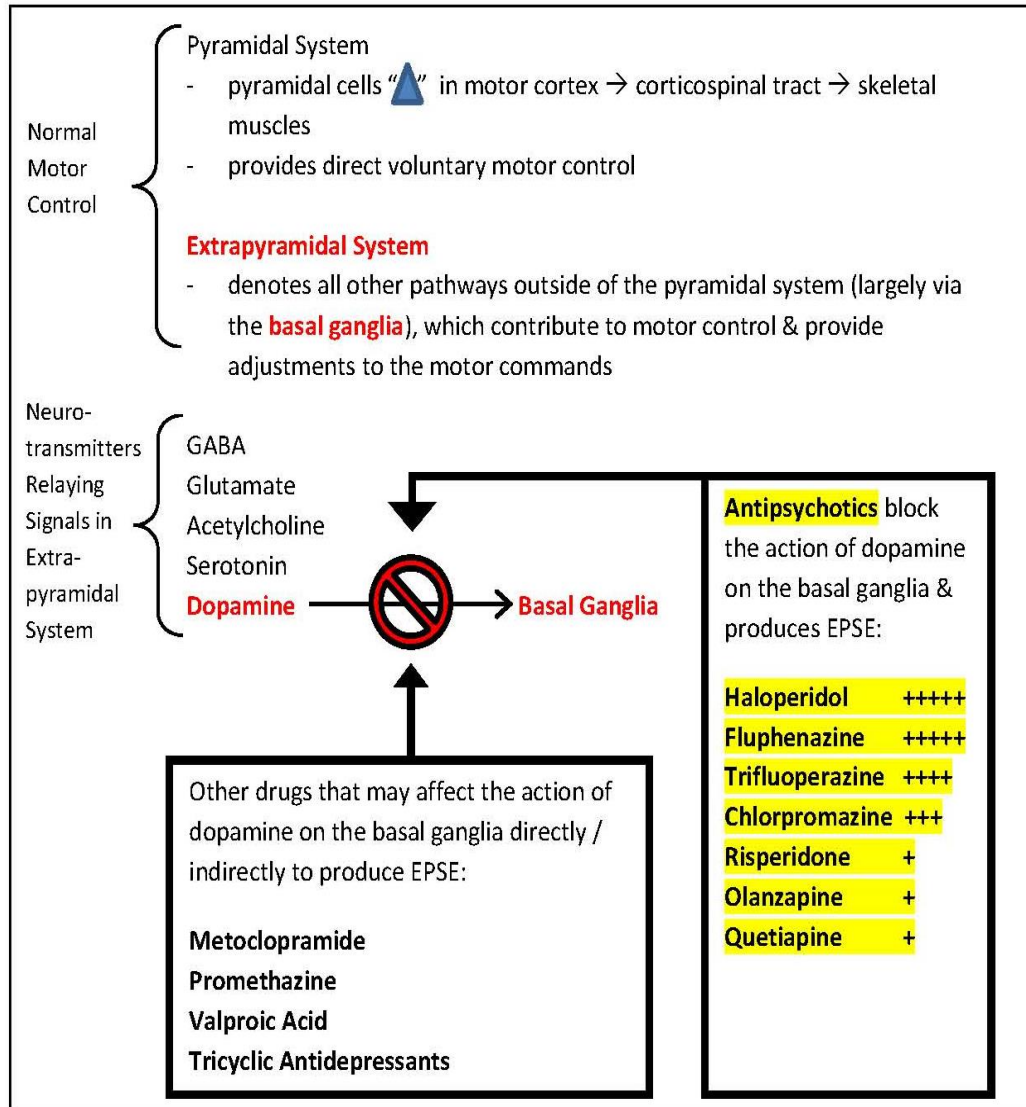 Normal
Motor
Control
Pyramidal System
- pyramidal cells “ ” in motor cortex → corticospinal tract → skeletal
muscles
- provides direct voluntary motor control
Extrapyramidal System
- denotes all other pathways outside of the pyramidal system (largely via
the basal ganglia), which contribute to motor control & provide
adjustments to the motor commands
Neuro-
transmitters
Relaying
Signals in
Extra-
pyramidal
System
GABA
Glutamate
Acetylcholine
Serotonin
Dopamine
Basal Ganglia
Antipsychotics block
the action of dopamine
on the basal ganglia &
produces EPSE:
Haloperidol +++++
Fluphenazine +++++
Trifluoperazine ++++
Chlorpromazine +++
Risperidone +
Olanzapine +
Quetiapine +
Other drugs that may affect the action of
dopamine on the basal ganglia directly /
indirectly to produce EPSE:
Metoclopramide
Promethazine
Valproic Acid
Tricyclic Antidepressants